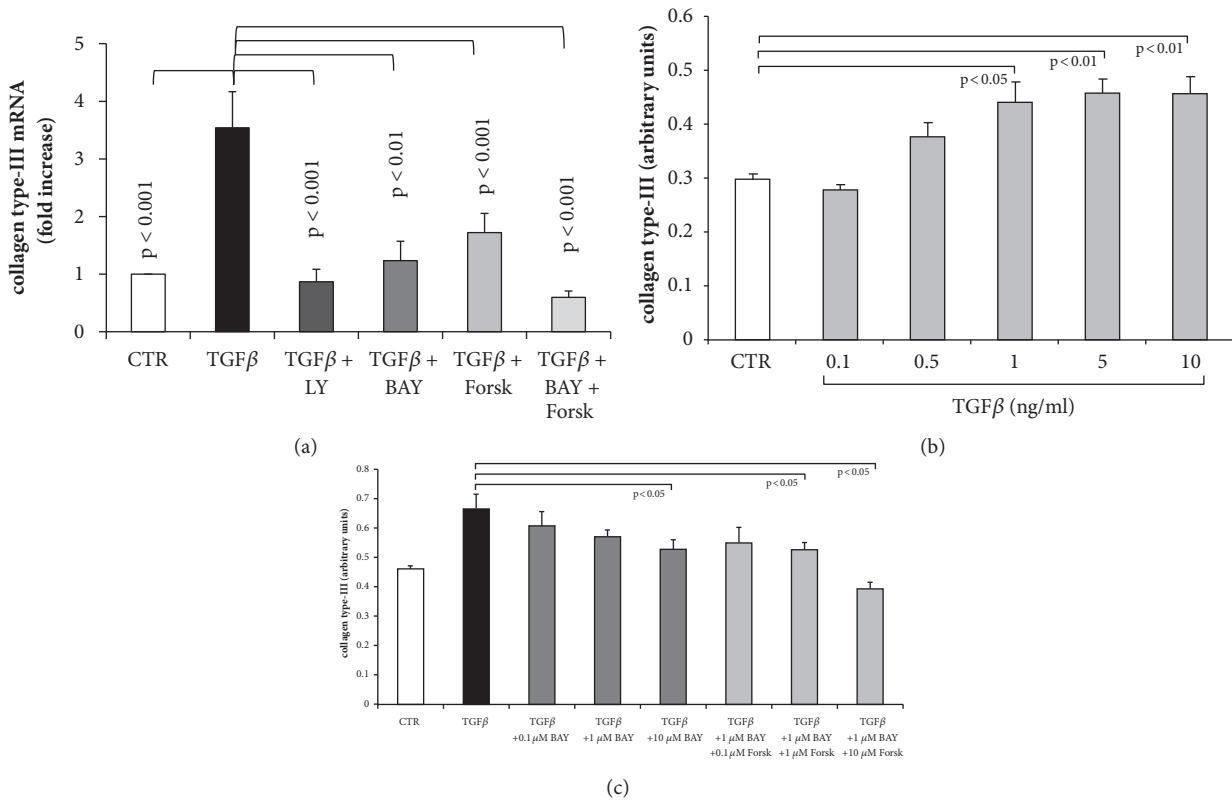 collagen type-III mRNA
(fold increase)
5
4
3
2
1
0
p < 0.001
p < 0.001
p < 0.01
p < 0.001
p < 0.001
CTR
TGFβ
TGFβ +
LY
TGFβ +
BAY
TGFβ +
Forsk
TGFβ +
BAY +
Forsk
(a)
collagen type-III (arbitrary units)
0.6
0.5
0.4
0.3
0.2
0.1
0
p < 0.05
p < 0.01
p < 0.01
CTR
0.1
0.5
1
5
10
TGFβ (ng/ml)
(b)
collagen type-III (arbitrary units)
0.8
0.7
0.6
0.5
0.4
0.3
0.2
0.1
0
p<0.05
p<0.05
p<0.05
CTR
TGFβ
TGFβ
+0.1 μM BAY
TGFβ
+1 μM BAY
TGFβ
+10 μM BAY
TGFβ
+1 μM BAY
+0.1 μM Forsk
TGFβ
+1 μM BAY
+1 μM Forsk
TGFβ
+1 μM BAY
+10 μM Forsk
(c)